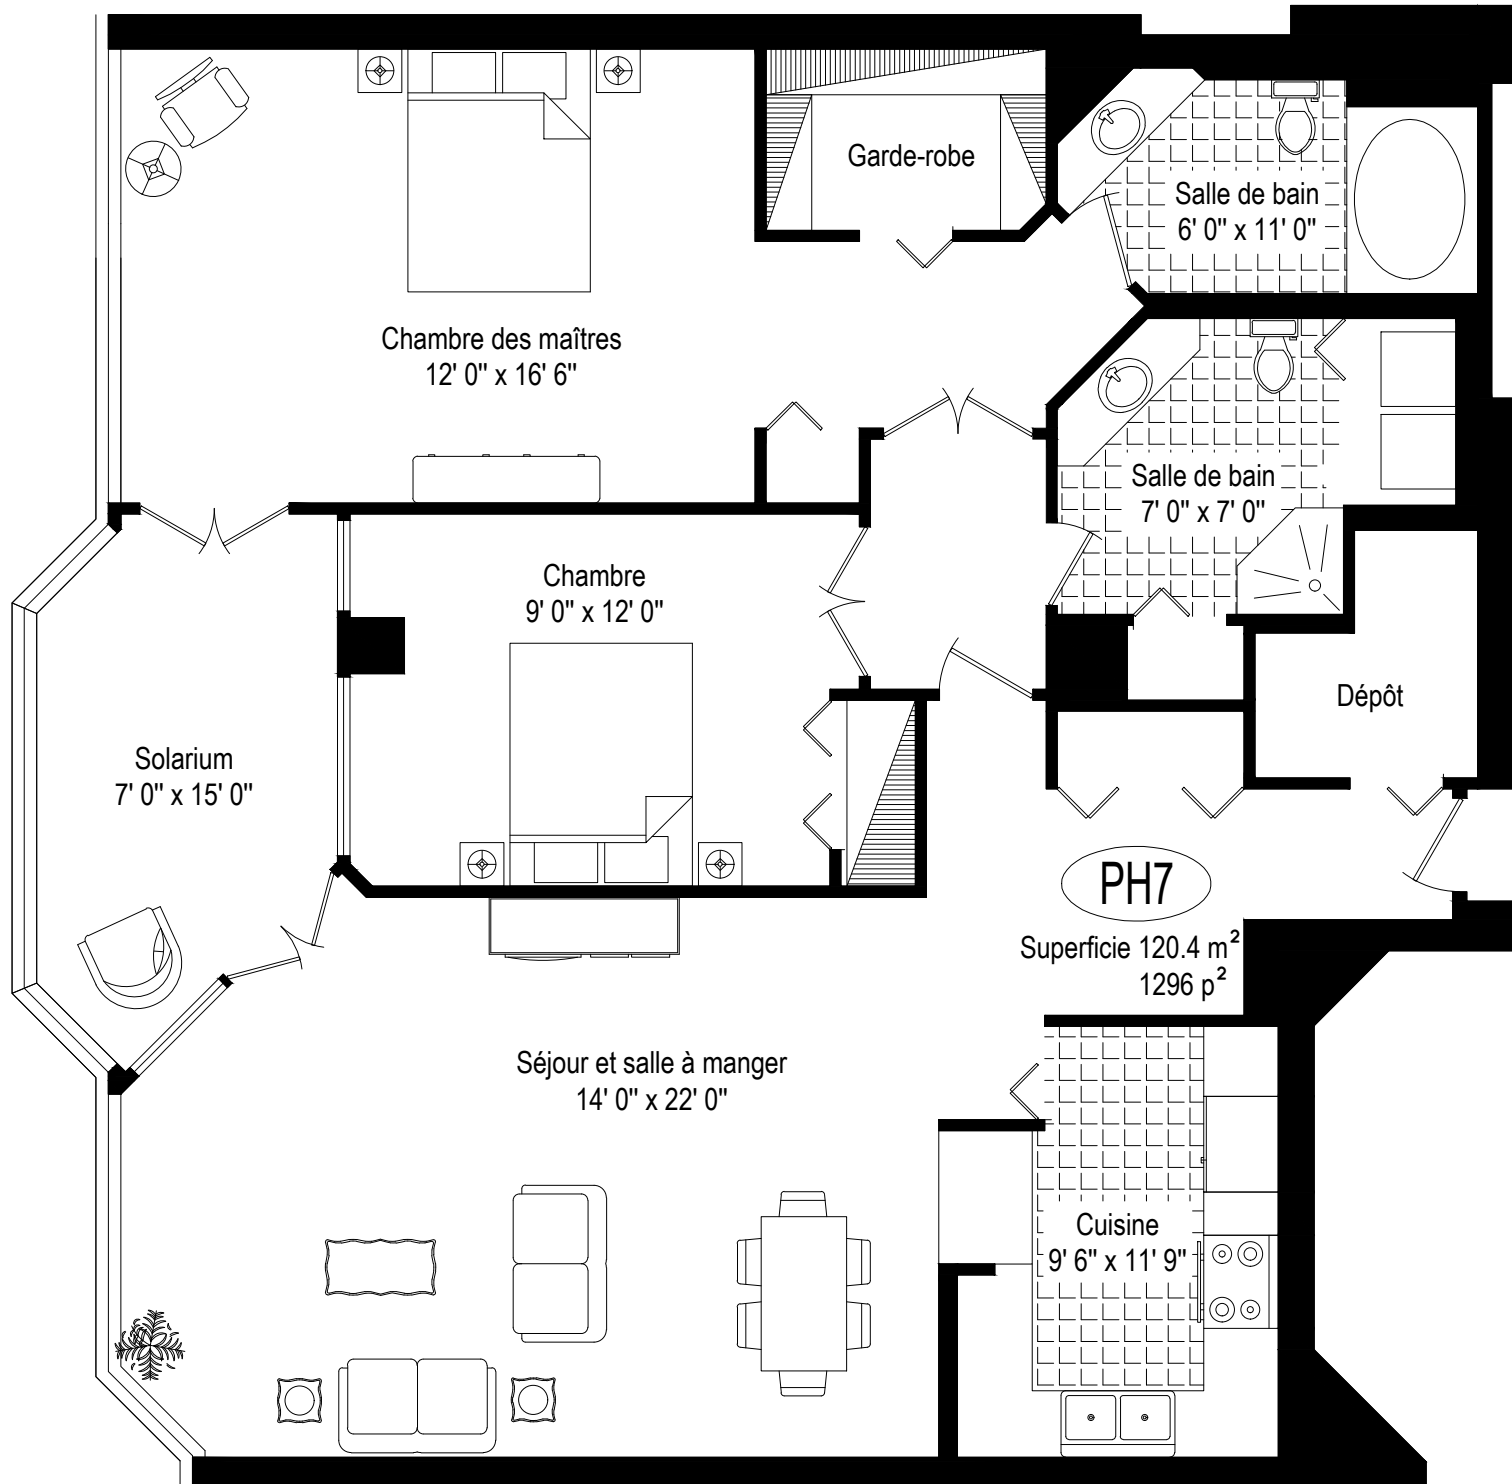 Garde-robe
Salle de bain
6' 0" x 11' 0"
Chambre des maîtres
12' 0" x 16' 6"
Salle de bain
7' 0" x 7' 0"
Chambre
9' 0" x 12' 0"
Dépôt
Solarium
7' 0" x 15' 0"
PH7
Superficie 120.4 m²
1296 p²
Séjour et salle à manger
14' 0" x 22' 0"
Cuisine
9' 6" x 11' 9"